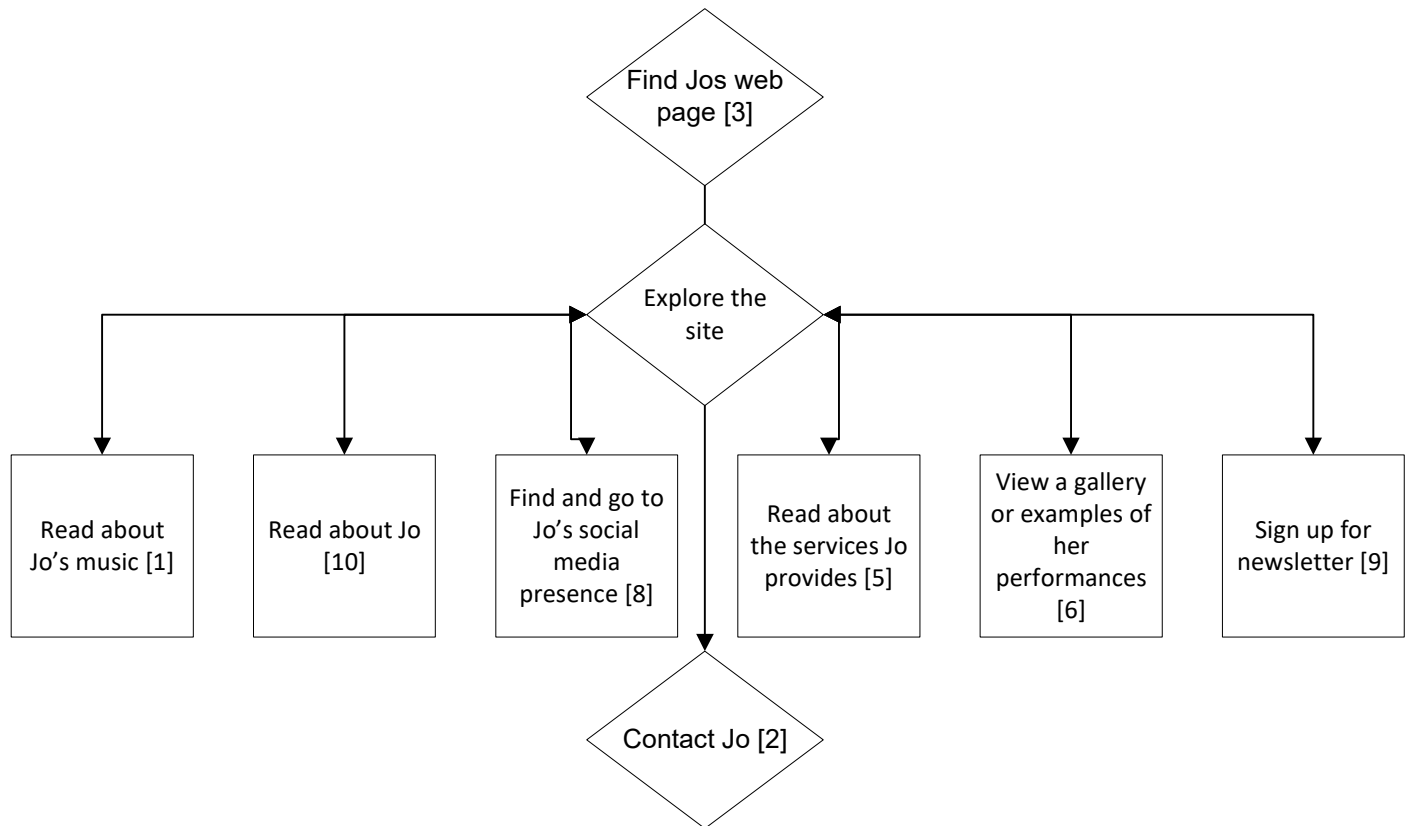 Find Jos web
page [3]
Explore the
site
Read about
Jo’s music [1]
Read about Jo
[10]
Find and go to
Jo’s social
media
presence [8]
Read about
the services Jo
provides [5]
View a gallery
or examples of
her
performances
[6]
Sign up for
newsletter [9]
Contact Jo [2]